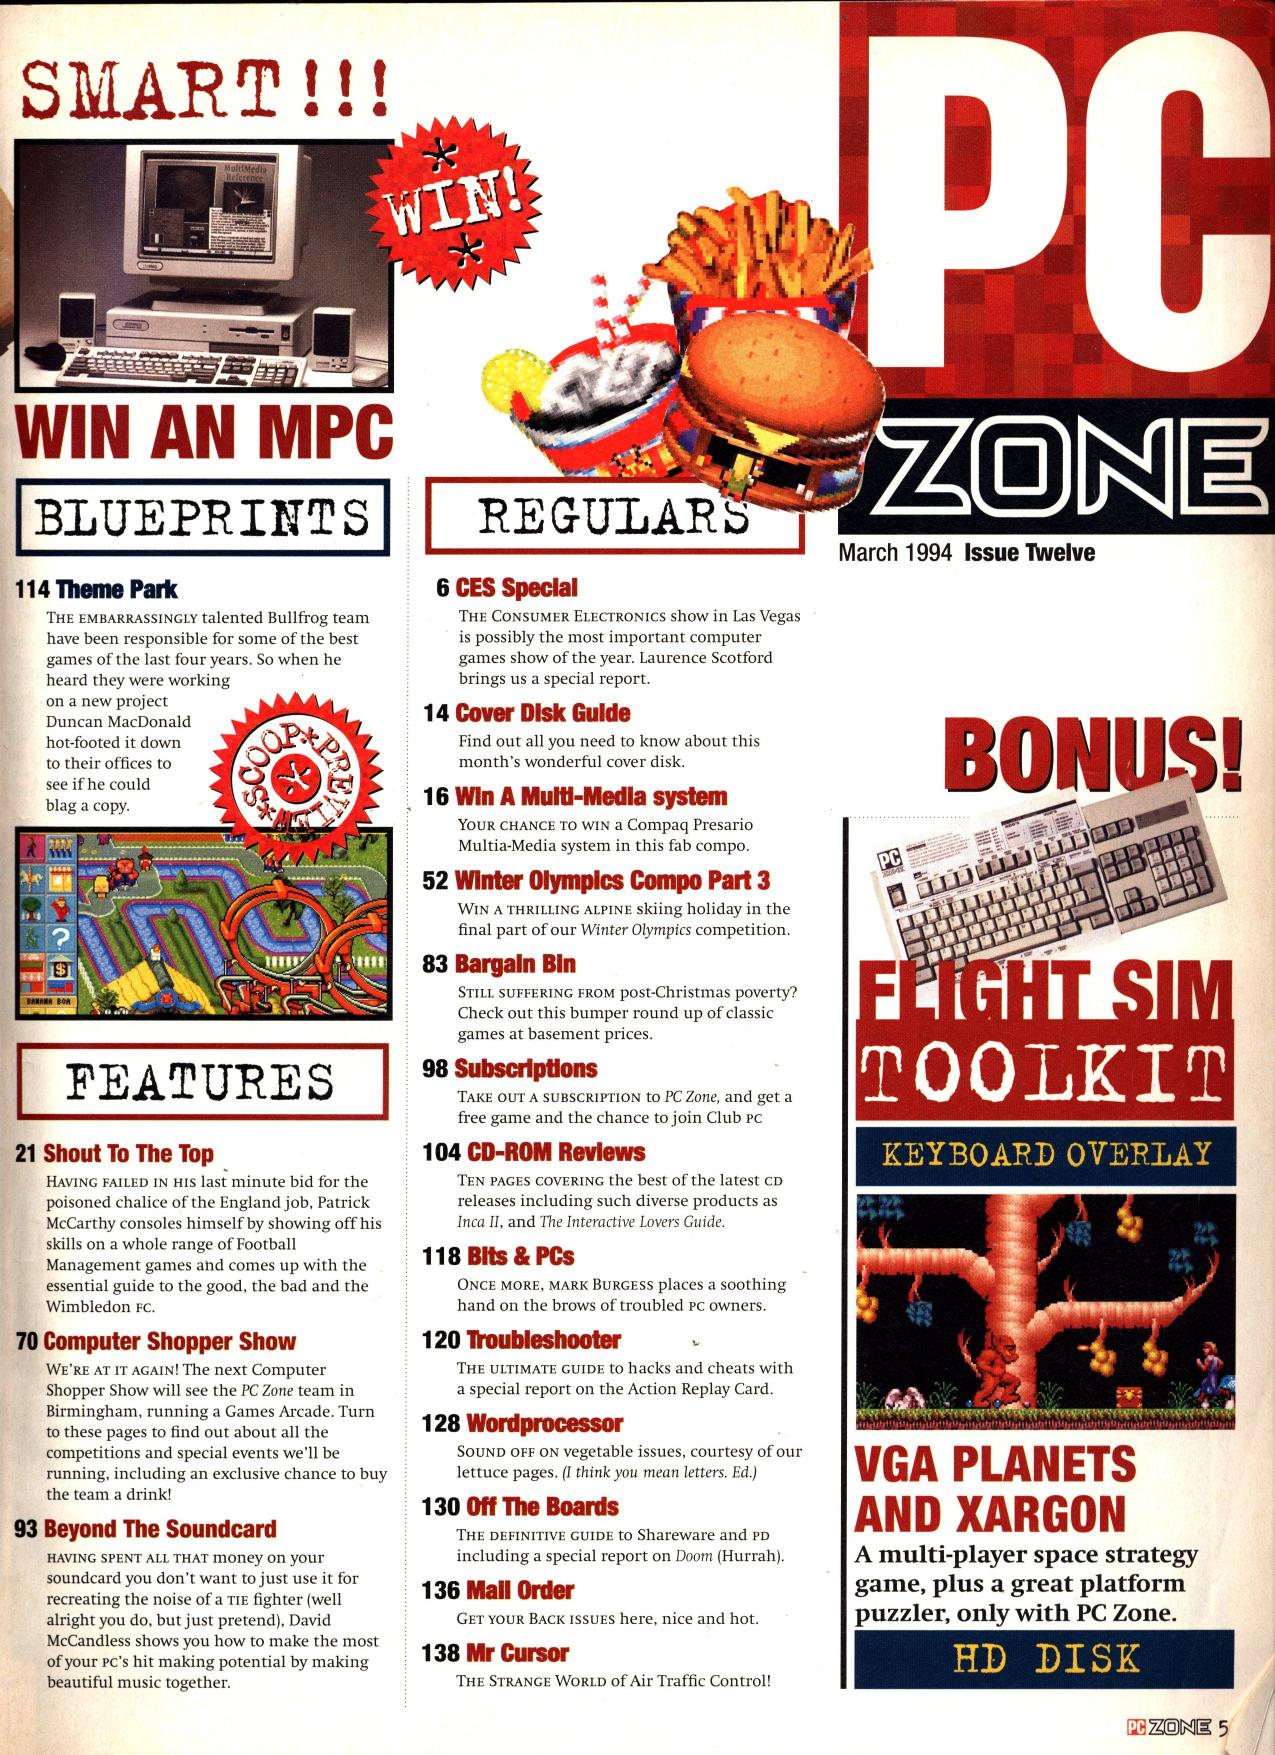 SMART!!!
MultiMedia
Reference
WIN!
WIN AN MPC
PC
ZONE
March 1994 Issue Twelve
BLUEPRINTS
114 Theme Park
THE EMBARRASSINGLY talented Bullfrog team
have been responsible for some of the best
games of the last four years. So when he
heard they were working
on a new project
Duncan MacDonald
hot-footed it down
to their offices to
see if he could
blag a copy.
SCOOP*PREVIEW*
BANANA BOA
FEATURES
21 Shout To The Top
HAVING FAILED IN HIS last minute bid for the
poisoned chalice of the England job, Patrick
McCarthy consoles himself by showing off his
skills on a whole range of Football
Management games and comes up with the
essential guide to the good, the bad and the
Wimbledon FC.
70 Computer Shopper Show
WE'RE AT IT AGAIN! The next Computer
Shopper Show will see the PC Zone team in
Birmingham, running a Games Arcade. Turn
to these pages to find out about all the
competitions and special events we'll be
running, including an exclusive chance to buy
the team a drink!
93 Beyond The Soundcard
HAVING SPENT ALL THAT money on your
soundcard you don't want to just use it for
recreating the noise of a TIE fighter (well
alright you do, but just pretend), David
McCandless shows you how to make the most
of your PC's hit making potential by making
beautiful music together.
REGULARS
6 CES Special
THE CONSUMER ELECTRONICS show in Las Vegas
is possibly the most important computer
games show of the year. Laurence Scotford
brings us a special report.
14 Cover Disk Guide
Find out all you need to know about this
month's wonderful cover disk.
16 Win A Multi-Media system
YOUR CHANCE TO WIN a Compaq Presario
Multia-Media system in this fab compo.
52 Winter Olympics Compo Part 3
WIN A THRILLING ALPINE skiing holiday in the
final part of our Winter Olympics competition.
83 Bargain Bin
STILL SUFFERING FROM post-Christmas poverty?
Check out this bumper round up of classic
games at basement prices.
98 Subscriptions
TAKE OUT A SUBSCRIPTION to PC Zone, and get a
free game and the chance to join Club PC
104 CD-ROM Reviews
TEN PAGES COVERING the best of the latest CD
releases including such diverse products as
Inca II, and The Interactive Lovers Guide.
118 Bits & PCs
ONCE MORE, MARK BURGESS places a soothing
hand on the brows of troubled PC owners.
120 Troubleshooter
THE ULTIMATE GUIDE to hacks and cheats with
a special report on the Action Replay Card.
128 Wordprocessor
SOUND OFF ON vegetable issues, courtesy of our
lettuce pages. (I think you mean letters. Ed.)
130 Off The Boards
THE DEFINITIVE GUIDE to Shareware and PD
including a special report on Doom (Hurrah).
136 Mail Order
GET YOUR BACK ISSUES here, nice and hot.
138 Mr Cursor
THE STRANGE WORLD of Air Traffic Control!
BONUS!
PC
FLIGHT SIM
TOOLKIT
KEYBOARD OVERLAY
VGA PLANETS
AND XARGON
A multi-player space strategy
game, plus a great platform
puzzler, only with PC Zone.
HD DISK
PC ZONE 5